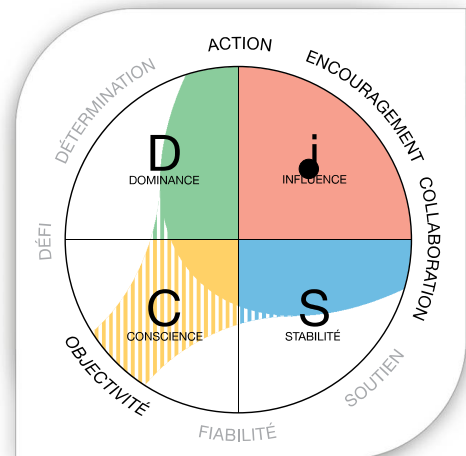 ACTION
ENCOURAGEMENT
DÉTERMINATION
D
DOMINANCE
i
INFLUENCE
COLLABORATION
DÉFI
C
CONSCIENCE
S
STABILITÉ
OBJECTIVITÉ
SOUTIEN
FIABILITÉ